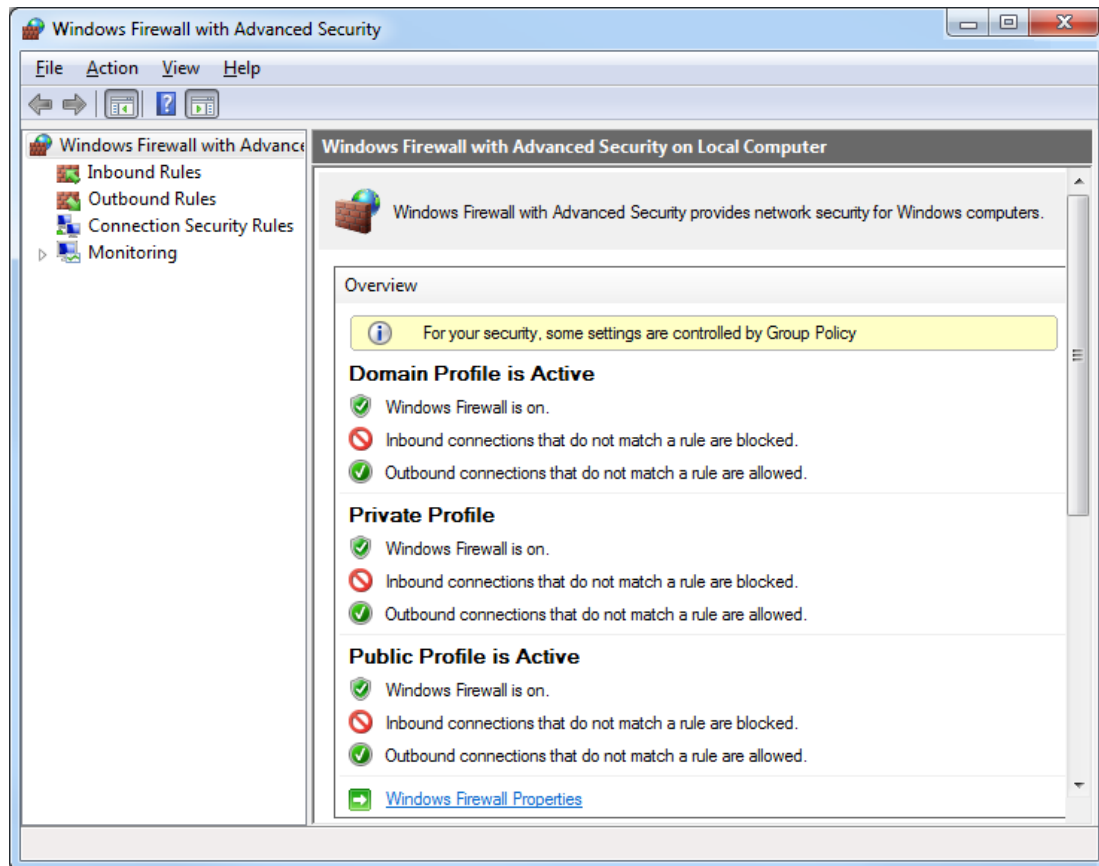 Windows Firewall with Advanced Security
File Action View Help
Windows Firewall with Advance
Inbound Rules
Outbound Rules
Connection Security Rules
Monitoring
Windows Firewall with Advanced Security on Local Computer
Windows Firewall with Advanced Security provides network security for Windows computers.
Overview
For your security, some settings are controlled by Group Policy
Domain Profile is Active
Windows Firewall is on.
Inbound connections that do not match a rule are blocked.
Outbound connections that do not match a rule are allowed.
Private Profile
Windows Firewall is on.
Inbound connections that do not match a rule are blocked.
Outbound connections that do not match a rule are allowed.
Public Profile is Active
Windows Firewall is on.
Inbound connections that do not match a rule are blocked.
Outbound connections that do not match a rule are allowed.
Windows Firewall Properties